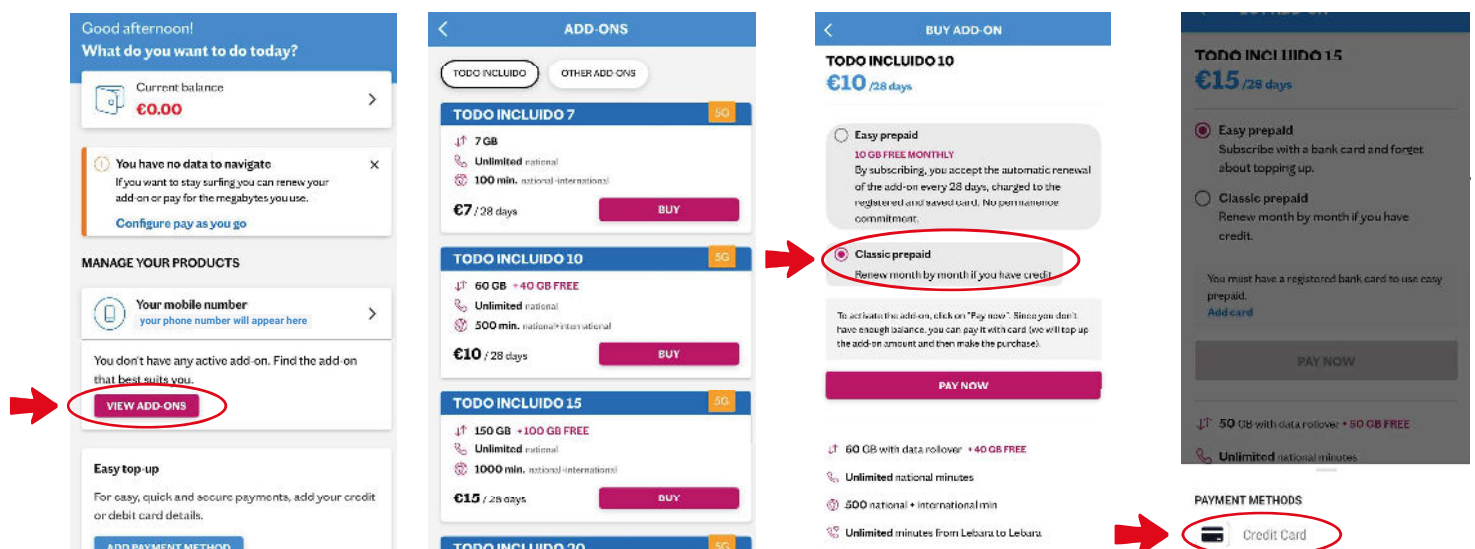 Good afternoon!
What do you want to do today?
Current balance
€0.00
You have no data to navigate
If you want to stay surfing you can renew your
add-on or pay for the megabytes you use.
Configure pay as you go
MANAGE YOUR PRODUCTS
Your mobile number
your phone number will appear here
You don't have any active add-on. Find the add-on
that best suits you.
VIEW ADD-ONS
Easy top-up
For easy, quick and secure payments, add your credit
or debit card details.
ADD PAYMENT METHOD
ADD-ONS
TODO INCLUIDO
OTHER ADD-ONS
TODO INCLUIDO 7
5G
7 GB
Unlimited national
100 min. national+international
€7 / 28 days
BUY
TODO INCLUIDO 10
5G
60 GB +40 GB FREE
Unlimited national
500 min. national+international
€10 / 28 days
BUY
TODO INCLUIDO 15
5G
150 GB +100 GB FREE
Unlimited national
1000 min. national+international
€15 / 28 days
BUY
TODO INCLUIDO 20
5G
BUY ADD-ON
TODO INCLUIDO 10
€10 /28 days
Easy prepaid
10 GB FREE MONTHLY
By subscribing, you accept the automatic renewal
of the add-on every 28 days, charged to the
registered and saved card. No permanence
commitment.
Classic prepaid
Renew month by month if you have credit.
To activate the add-on, click on "Pay now". Since you don't
have enough balance, you can pay it with card (we will top up
the add-on amount and then make the purchase).
PAY NOW
60 GB with data rollover +40 GB FREE
Unlimited national minutes
500 national + international min
Unlimited minutes from Lebara to Lebara
BUY ADD-ON
TODO INCLUIDO 15
€15 /28 days
Easy prepaid
Subscribe with a bank card and forget
about topping up.
Classic prepaid
Renew month by month if you have
credit.
You must have a registered bank card to use easy
prepaid.
Add card
PAY NOW
50 GB with data rollover + 50 GB FREE
Unlimited national minutes
PAYMENT METHODS
Credit Card